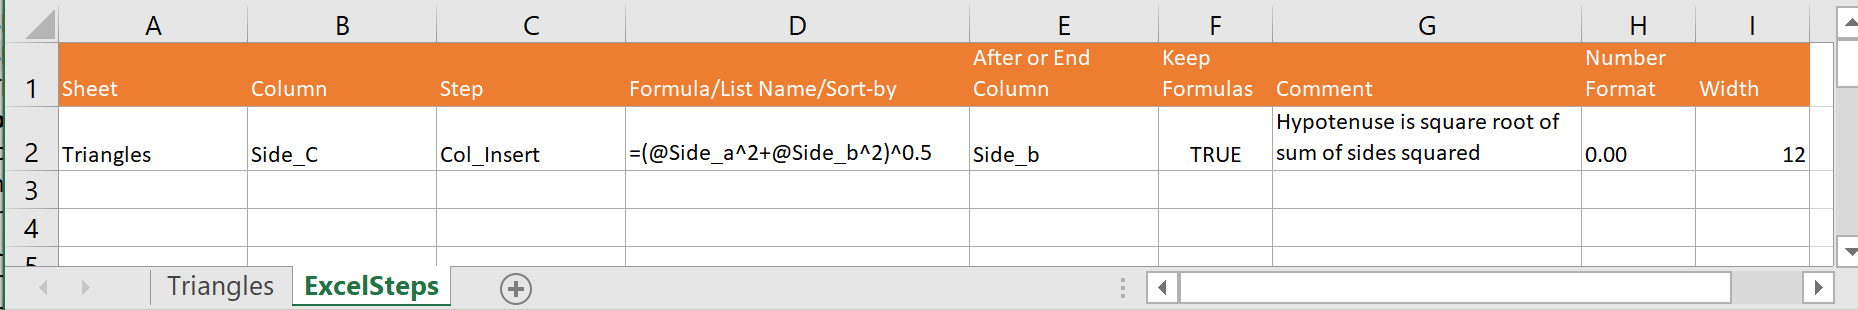 A B C D E F G H I
After or End Keep Number
1 Sheet Column Step Formula/List Name/Sort-by Column Formulas Comment Format Width
Hypotenuse is square root of
2 Triangles Side_C Col_Insert =(@Side_a^2+@Side_b^2)^0.5 Side_b TRUE sum of sides squared 0.00 12
3
4
5
Triangles ExcelSteps